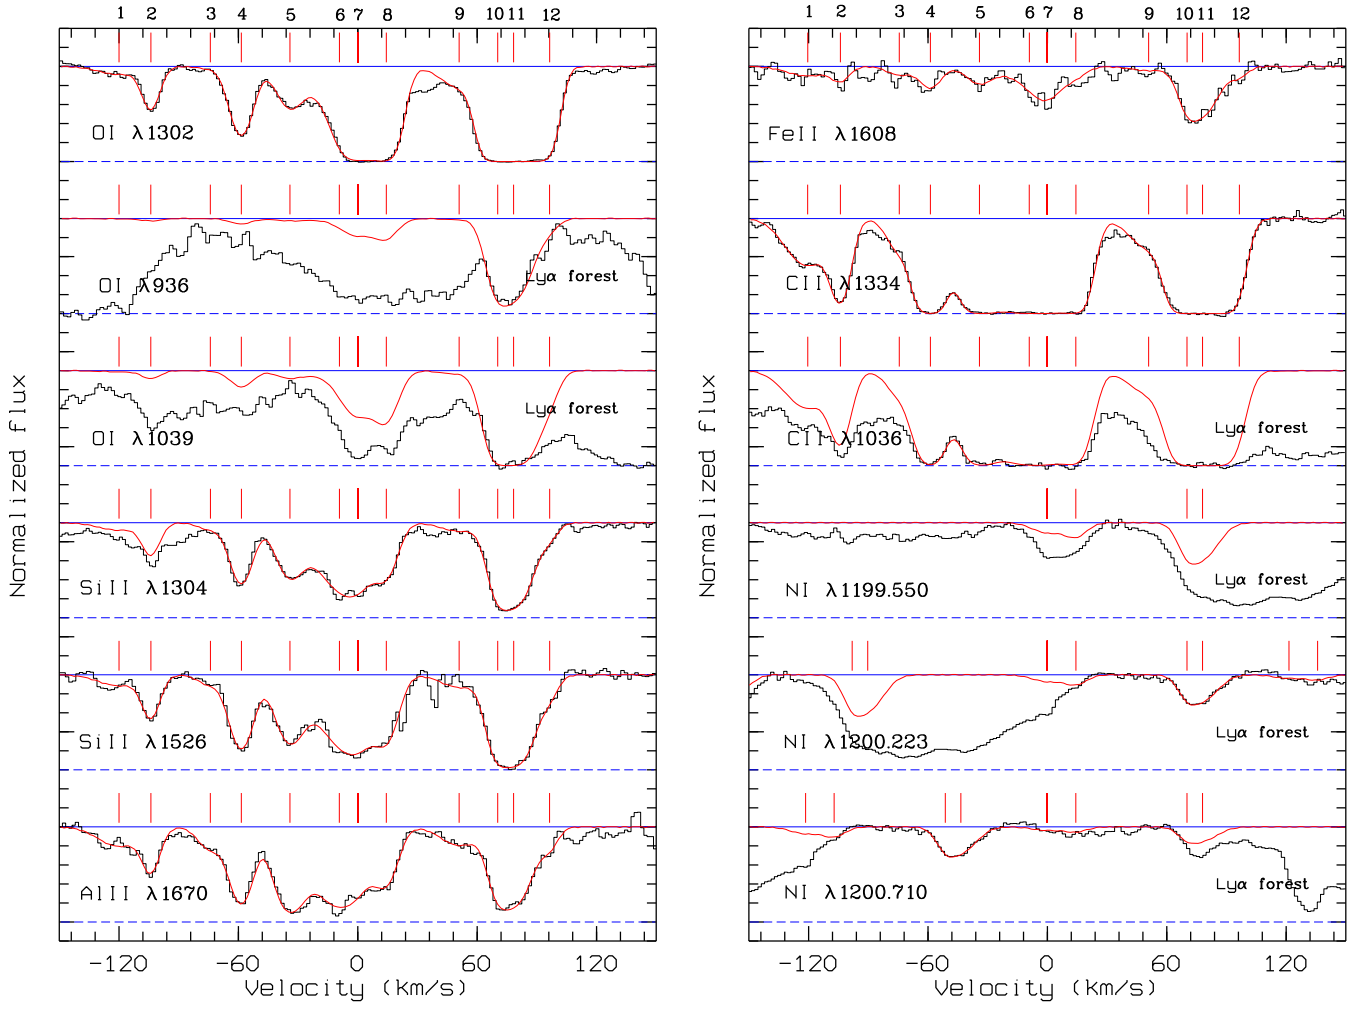 1 2 3 4 5 6 7 8 9 10 11 12
OI λ1302
OI λ936
Lyα forest
OI λ1039
Lyα forest
SiII λ1304
SiII λ1526
AlII λ1670
Normalized flux
-120 -60 0 60 120
Velocity (km/s)
1 2 3 4 5 6 7 8 9 10 11 12
FeII λ1608
CII λ1334
CII λ1036
Lyα forest
NI λ1199.550
Lyα forest
NI λ1200.223
Lyα forest
NI λ1200.710
Lyα forest
Normalized flux
-120 -60 0 60 120
Velocity (km/s)